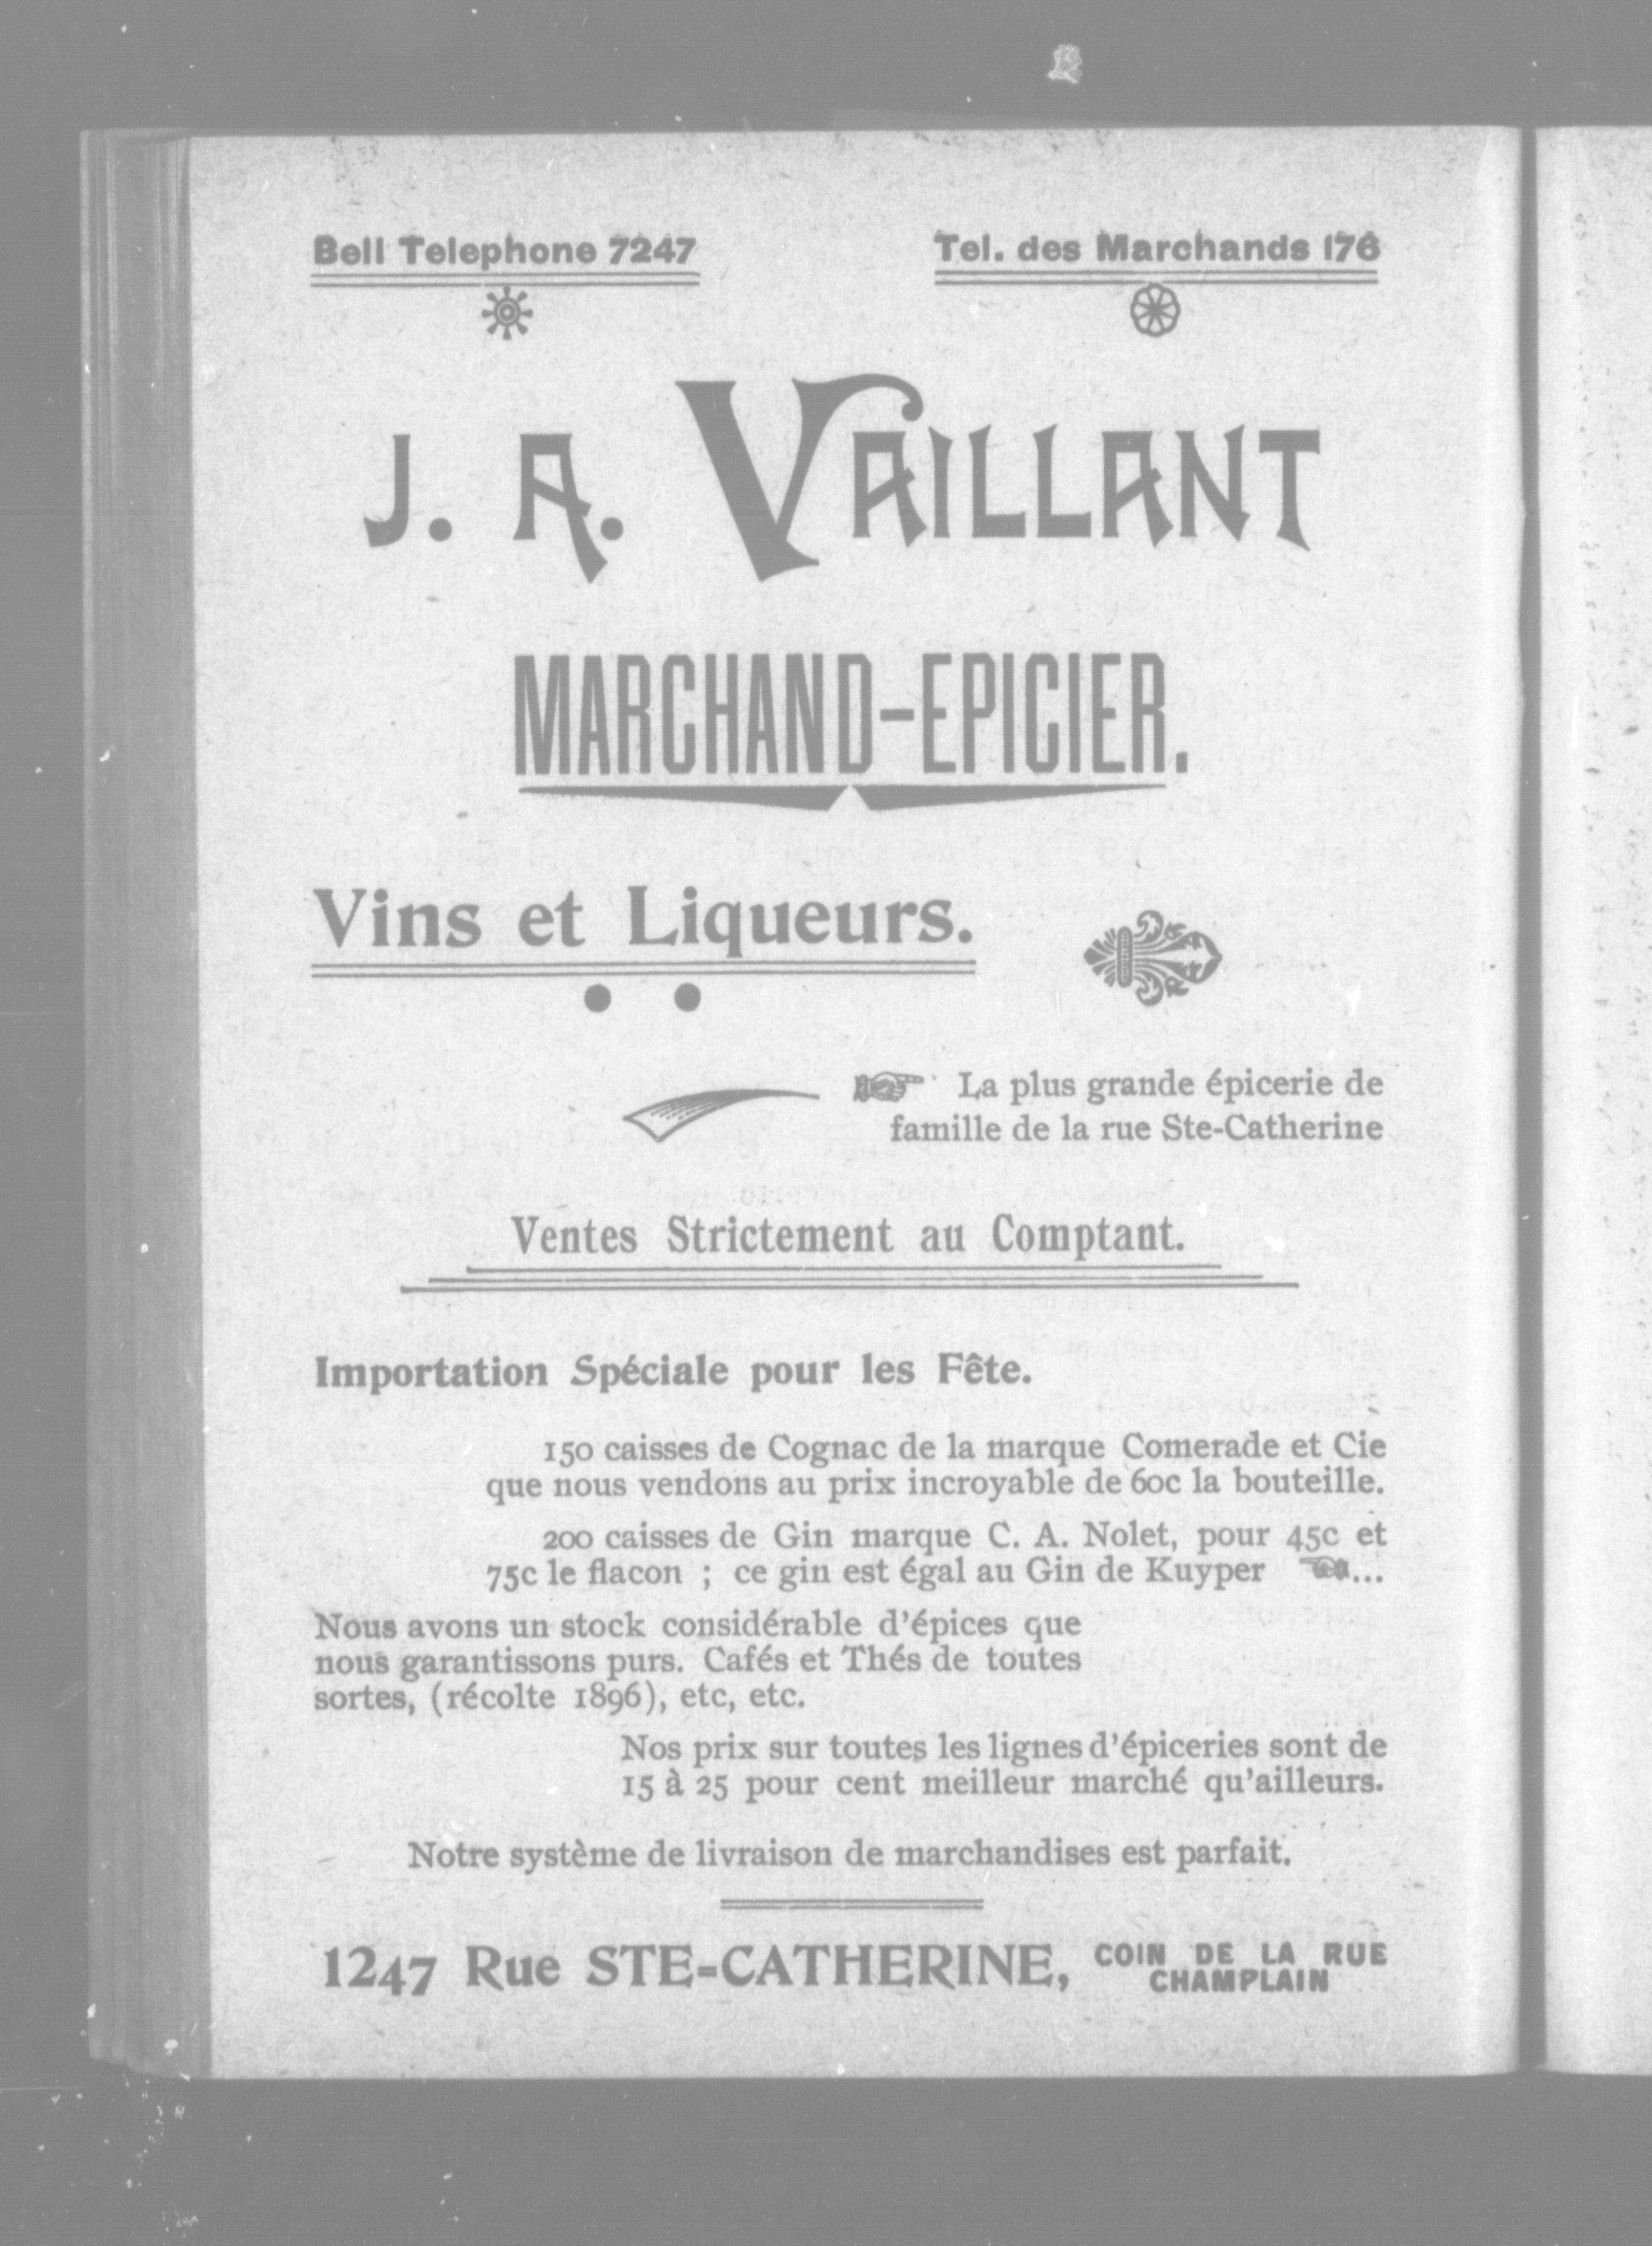 Bell Telephone 7247
Tel. des Marchands 176
J. A. VAILLANT
MARCHAND-EPICIER.
Vins et Liqueurs.
La plus grande épicerie de
famille de la rue Ste-Catherine
Ventes Strictement au Comptant.
Importation Spéciale pour les Fête.
150 caisses de Cognac de la marque Comerade et Cie
que nous vendons au prix incroyable de 60c la bouteille.
200 caisses de Gin marque C. A. Nolet, pour 45c et
75c le flacon ; ce gin est égal au Gin de Kuyper ...
Nous avons un stock considérable d'épices que
nous garantissons purs. Cafés et Thés de toutes
sortes, (récolte 1896), etc, etc.
Nos prix sur toutes les lignes d'épiceries sont de
15 à 25 pour cent meilleur marché qu'ailleurs.
Notre système de livraison de marchandises est parfait.
1247 Rue STE-CATHERINE, COIN DE LA RUE
CHAMPLAIN